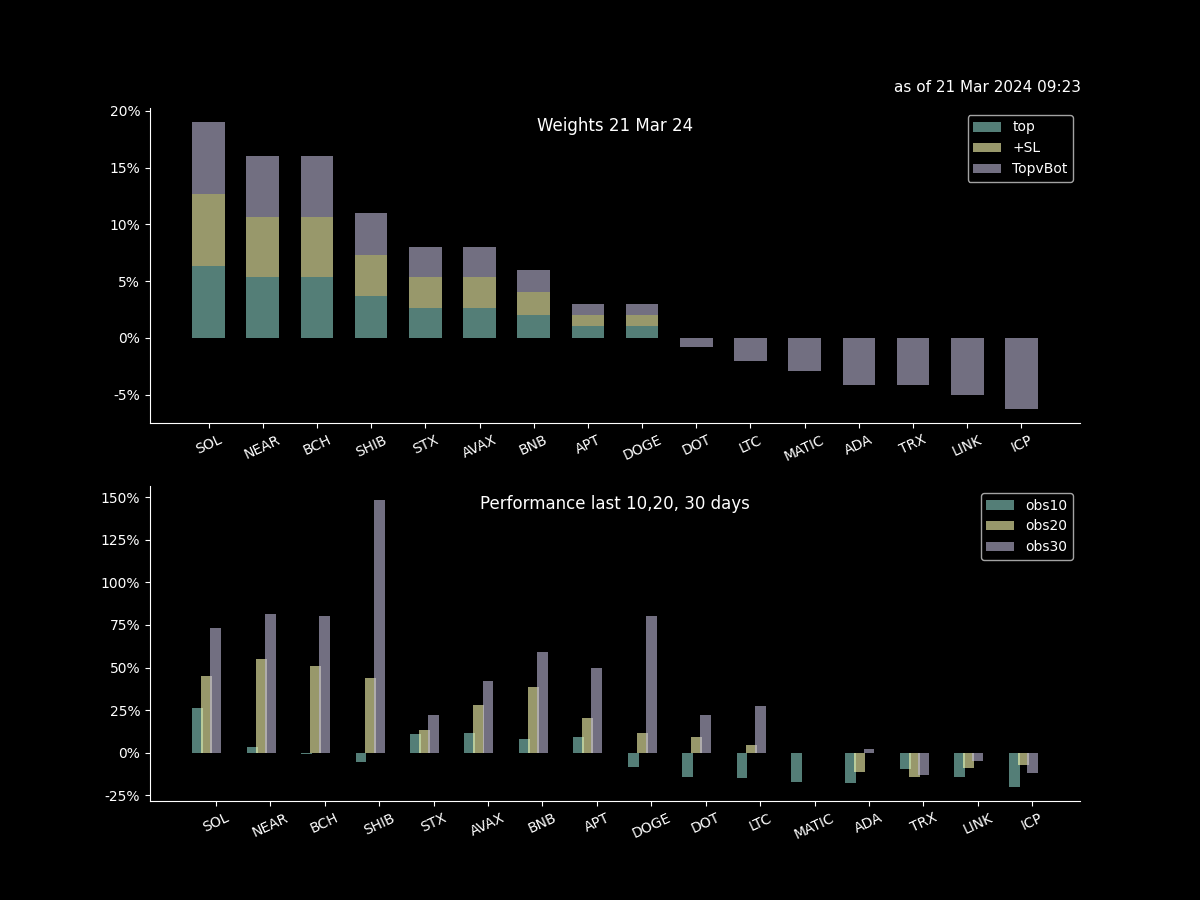 as of 21 Mar 2024 09:23
Weights 21 Mar 24
top
+SL
TopvBot
20%
15%
10%
5%
0%
-5%
SOL NEAR BCH SHIB STX AVAX BNB APT DOGE DOT LTC MATIC ADA TRX LINK ICP
Performance last 10,20, 30 days
obs10
obs20
obs30
150%
125%
100%
75%
50%
25%
0%
-25%
SOL NEAR BCH SHIB STX AVAX BNB APT DOGE DOT LTC MATIC ADA TRX LINK ICP